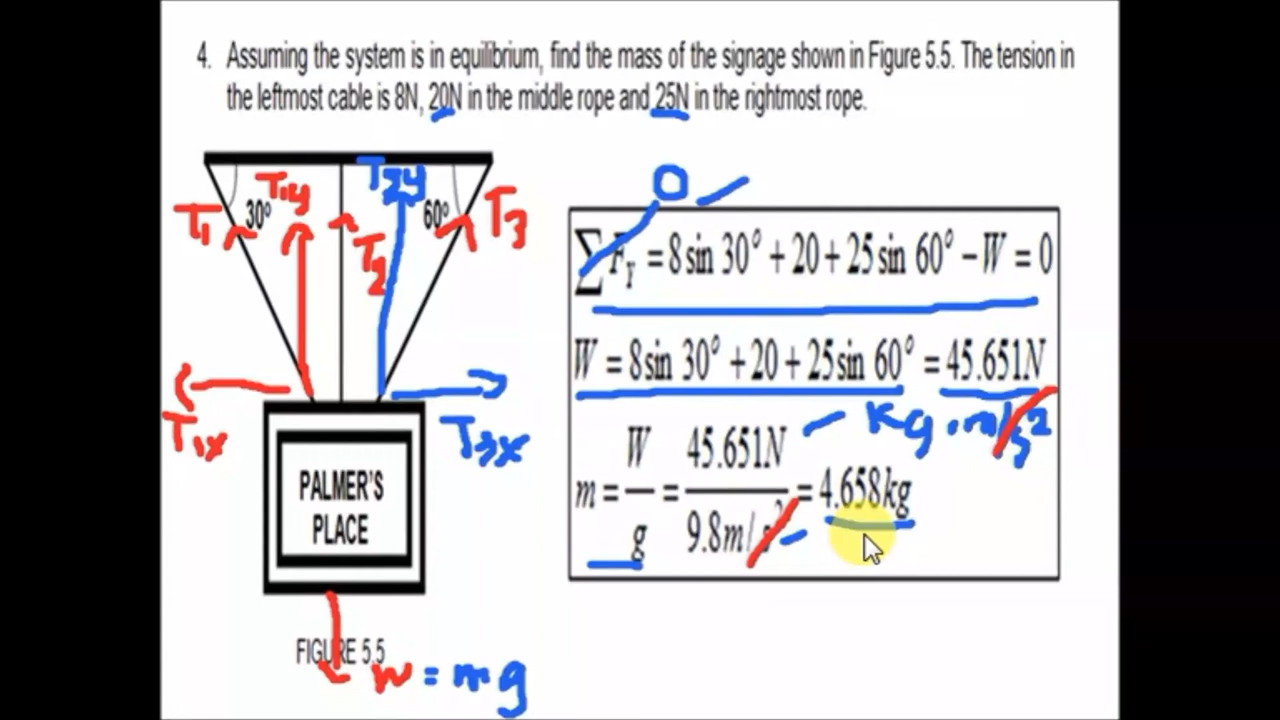 4. Assuming the system is in equilibrium, find the mass of the signage shown in Figure 5.5. The tension in
the leftmost cable is 8N, 20N in the middle rope and 25N in the rightmost rope.
T1 30° T1y T2 T3y 60° T3
T1x T3x
PALMER'S
PLACE
FIGURE 5.5
W = mg
0
∑F_Y = 8 sin 30° + 20 + 25 sin 60° − W = 0
W = 8 sin 30° + 20 + 25 sin 60° = 45.651N
kg · m/s²
m = W/g = 45.651N / 9.8m/s² = 4.658kg